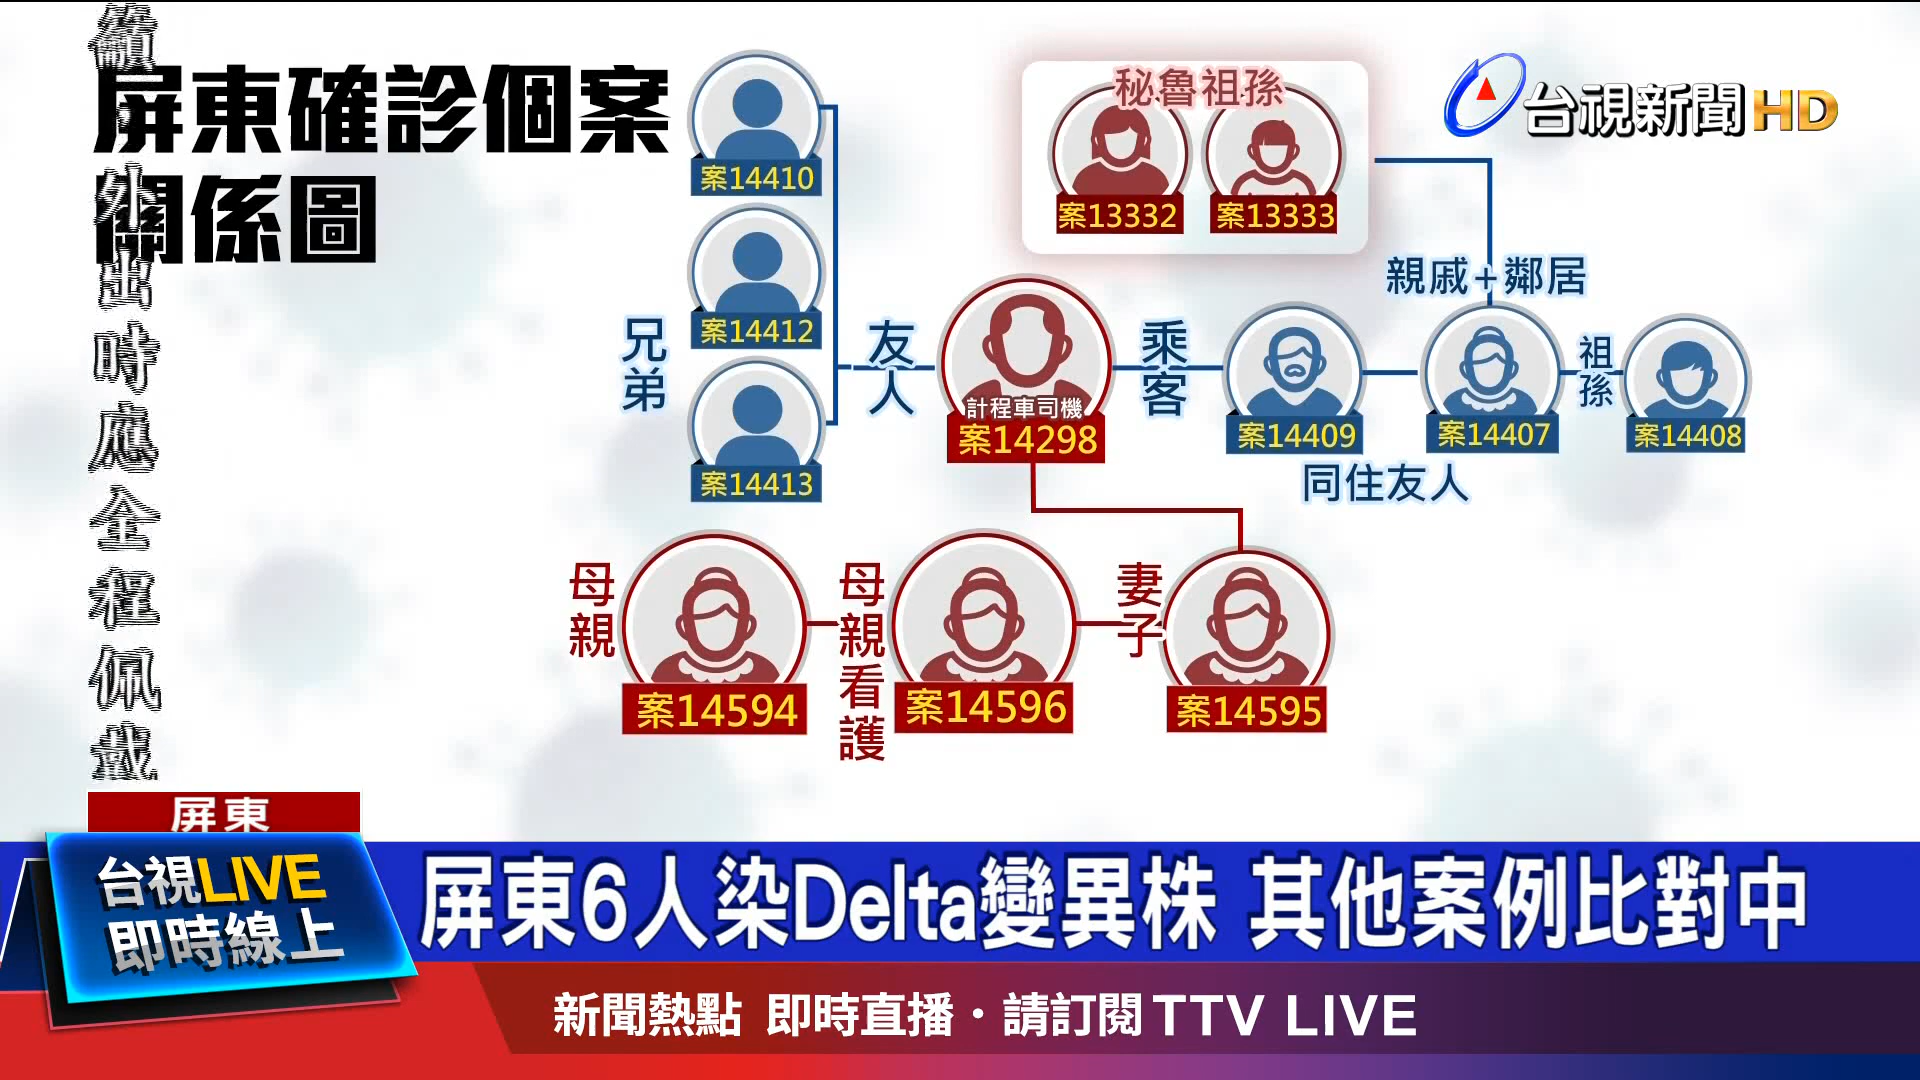 屏東確診個案
關係圖
外出時應全程佩戴
台視新聞HD
秘魯祖孫
案13332
案13333
案14410
案14412
案14413
兄弟
友人
計程車司機
案14298
乘客
案14409
親戚+鄰居
案14407
祖孫
案14408
同住友人
母親
案14594
母親看護
案14596
妻子
案14595
屏東
台視LIVE
即時線上
屏東6人染Delta變異株 其他案例比對中
新聞熱點 即時直播・請訂閱TTV LIVE